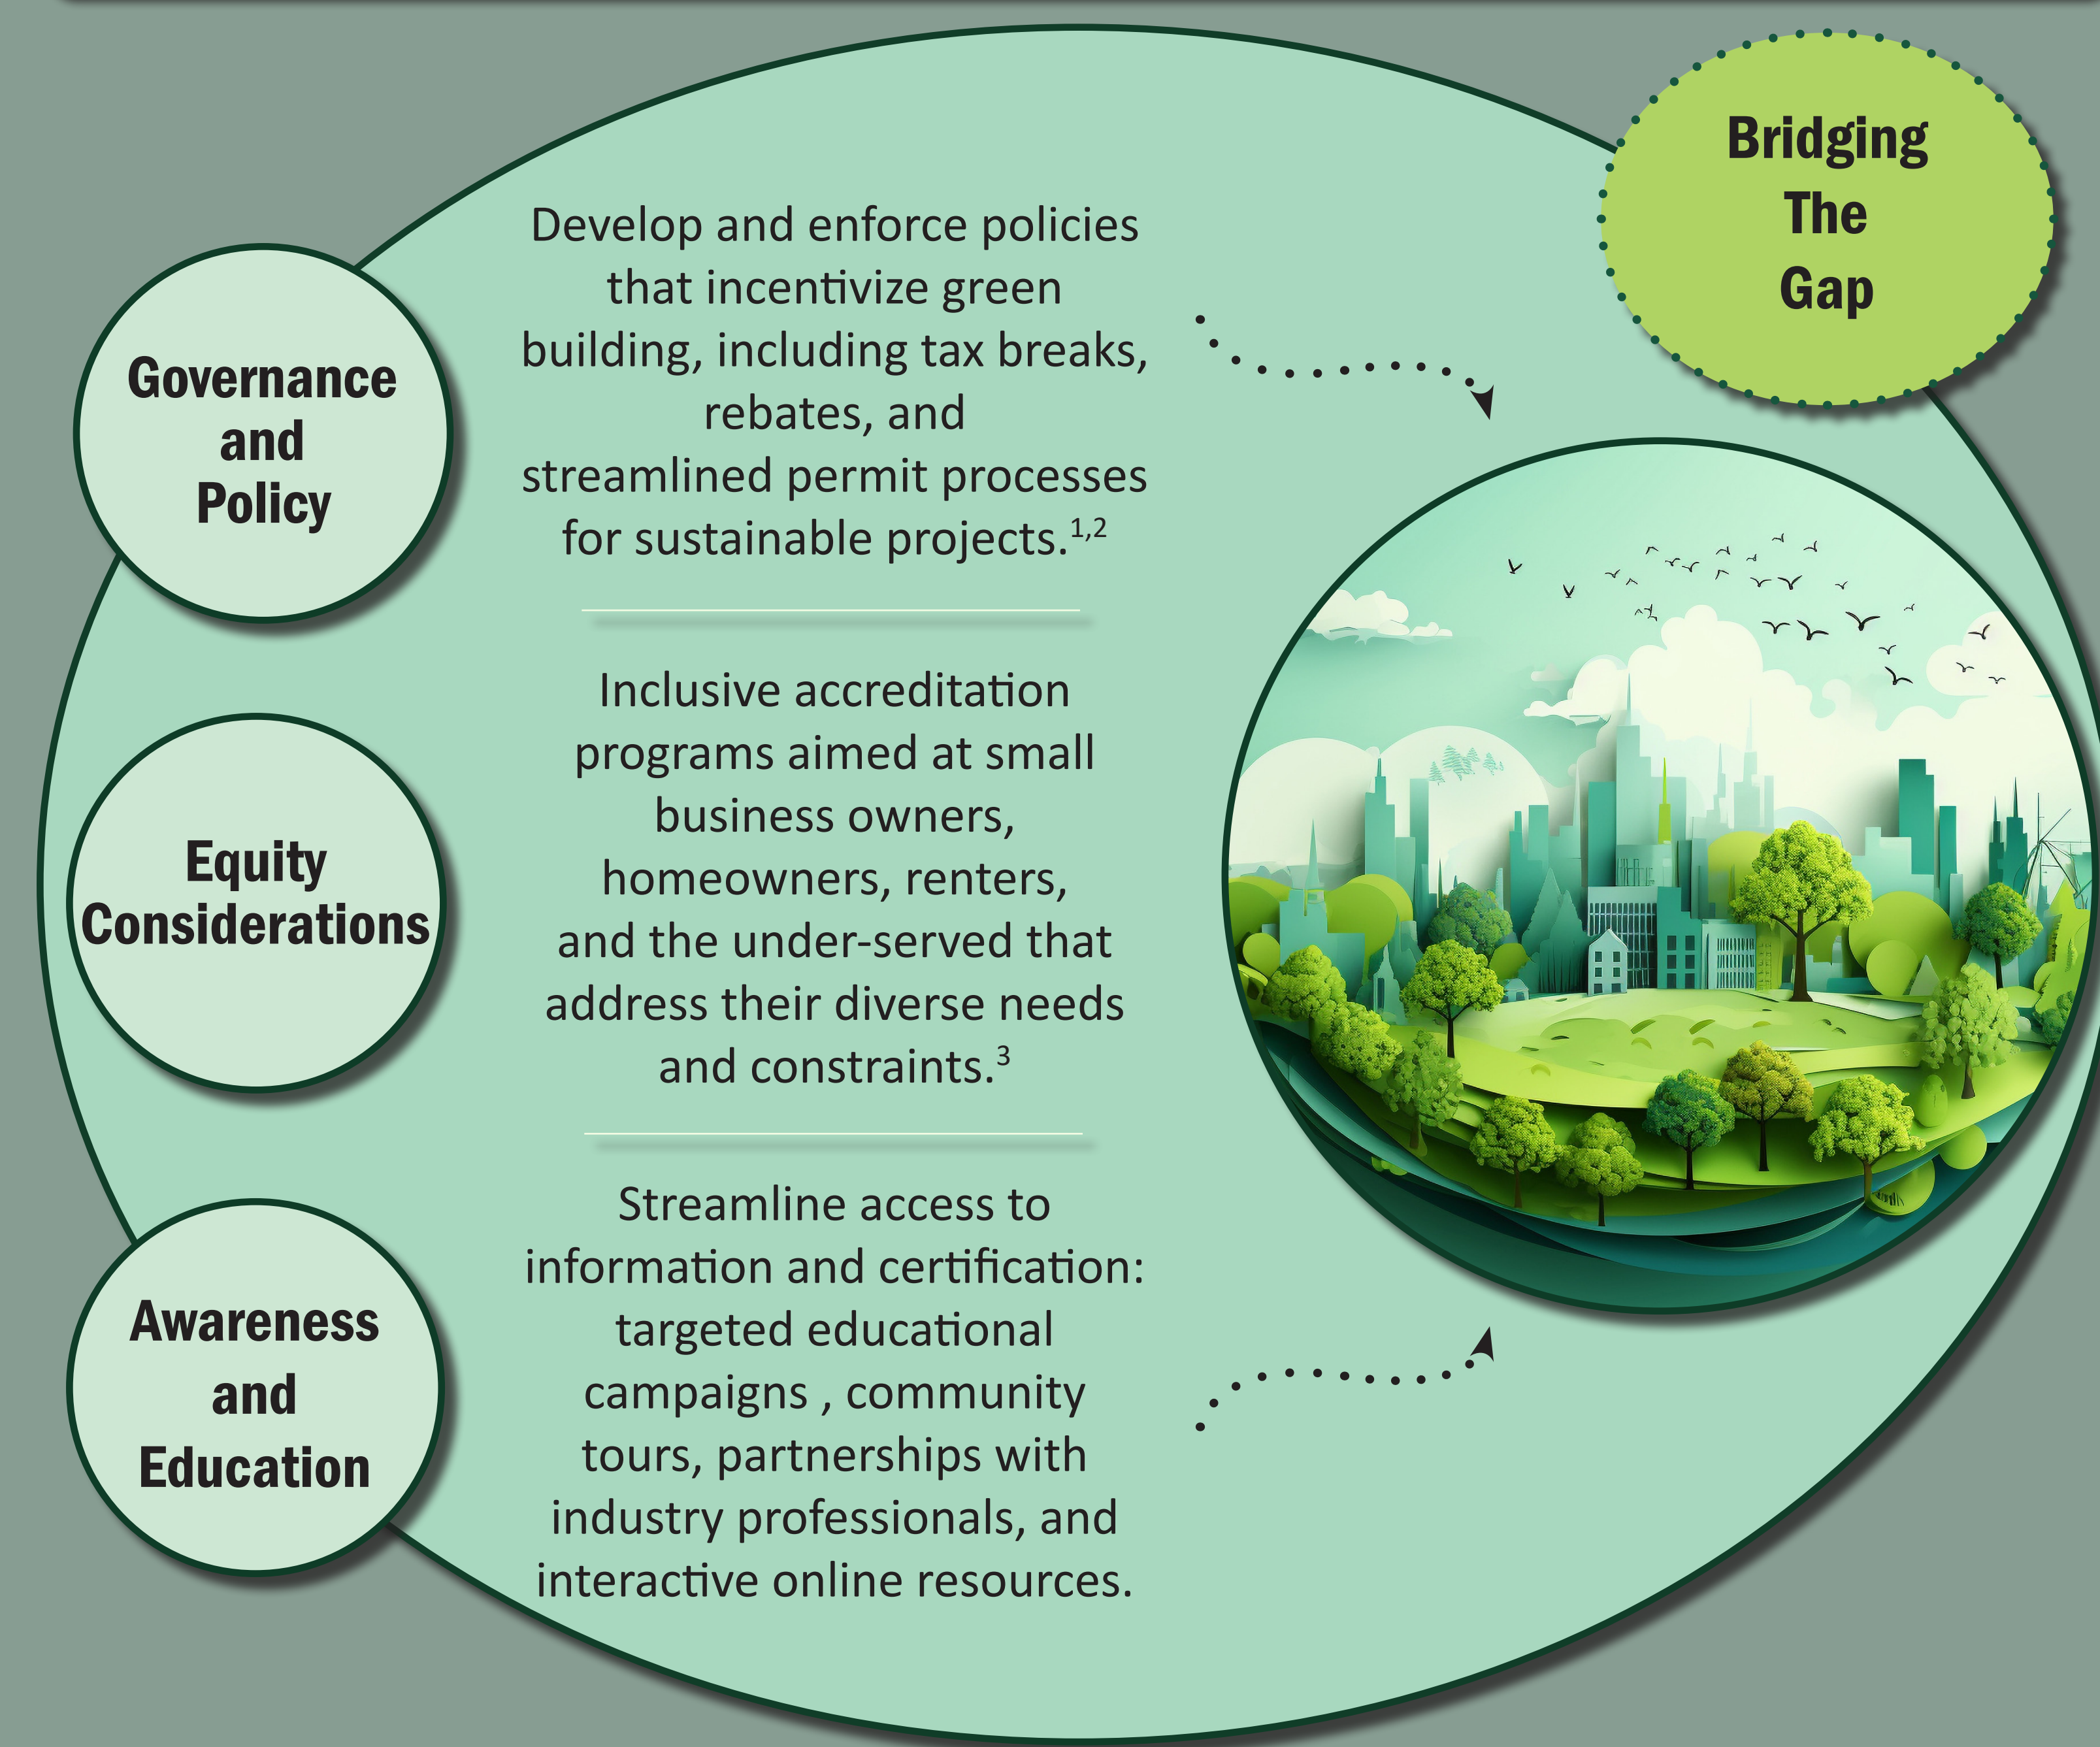 Bridging
The
Gap
Governance
and
Policy
Develop and enforce policies
that incentivize green
building, including tax breaks,
rebates, and
streamlined permit processes
for sustainable projects.1,2
Equity
Considerations
Inclusive accreditation
programs aimed at small
business owners,
homeowners, renters,
and the under-served that
address their diverse needs
and constraints.3
Awareness
and
Education
Streamline access to
information and certification:
targeted educational
campaigns , community
tours, partnerships with
industry professionals, and
interactive online resources.